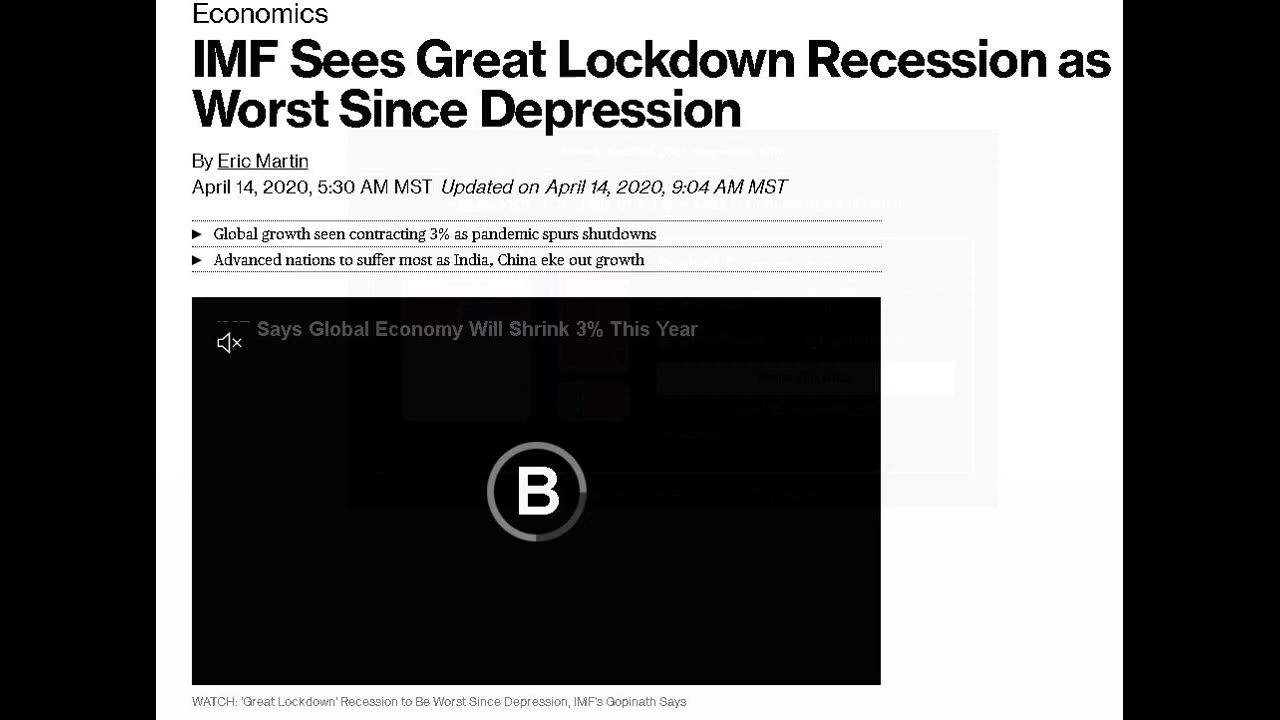 Economics
IMF Sees Great Lockdown Recession as
Worst Since Depression
By Eric Martin
April 14, 2020, 5:30 AM MST Updated on April 14, 2020, 9:04 AM MST
Global growth seen contracting 3% as pandemic spurs shutdowns
Advanced nations to suffer most as India, China eke out growth
Says Global Economy Will Shrink 3% This Year
B
WATCH: 'Great Lockdown' Recession to Be Worst Since Depression, IMF's Gopinath Says